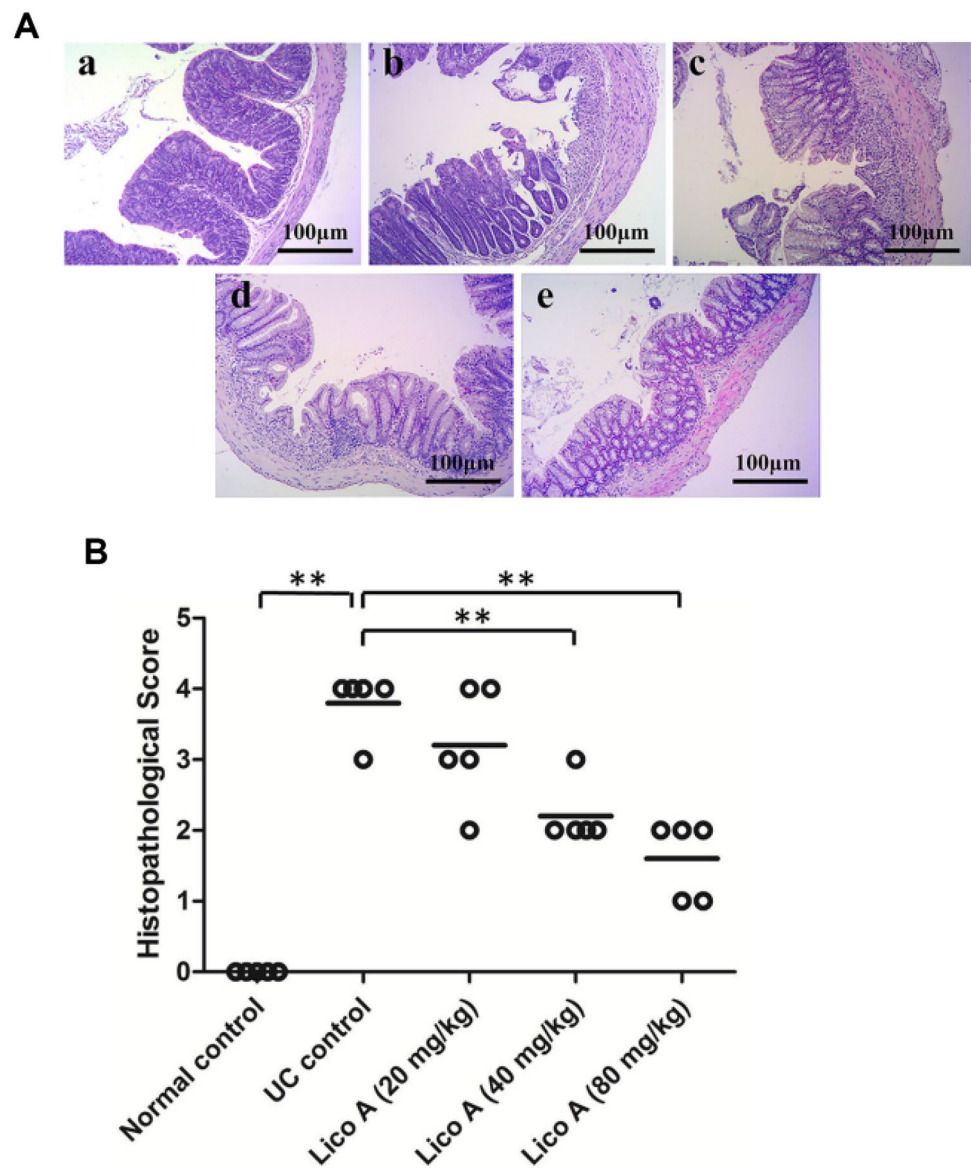 A
a
b
c
100μm
100μm
100μm
d
e
100μm
100μm
B
**
**
**
Histopathological Score
5
4
3
2
1
0
Normal control
UC control
Lico A (20 mg/kg)
Lico A (40 mg/kg)
Lico A (80 mg/kg)